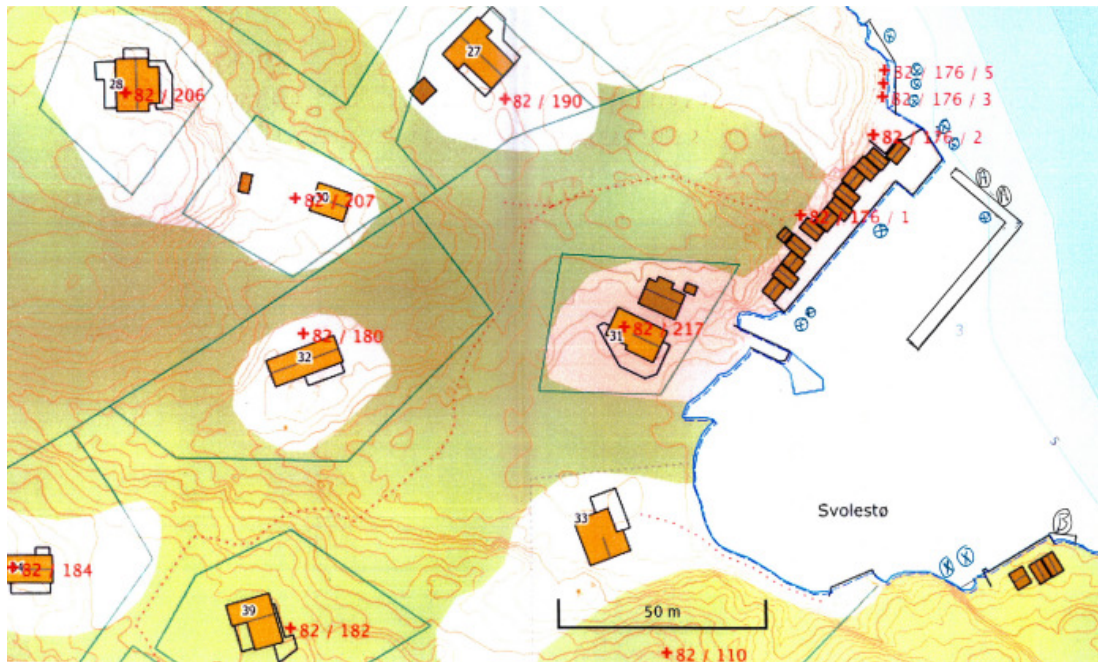 27
28
82 / 206
82 / 190
82 / 176 / 5
82 / 176 / 3
82 / 176 / 2
82 / 207
A A
82 / 176 / 1
31
82 / 217
3
82 / 180
32
5
33
Svolestø
B
X X
82 184
39
82 / 182
50 m
82 / 110